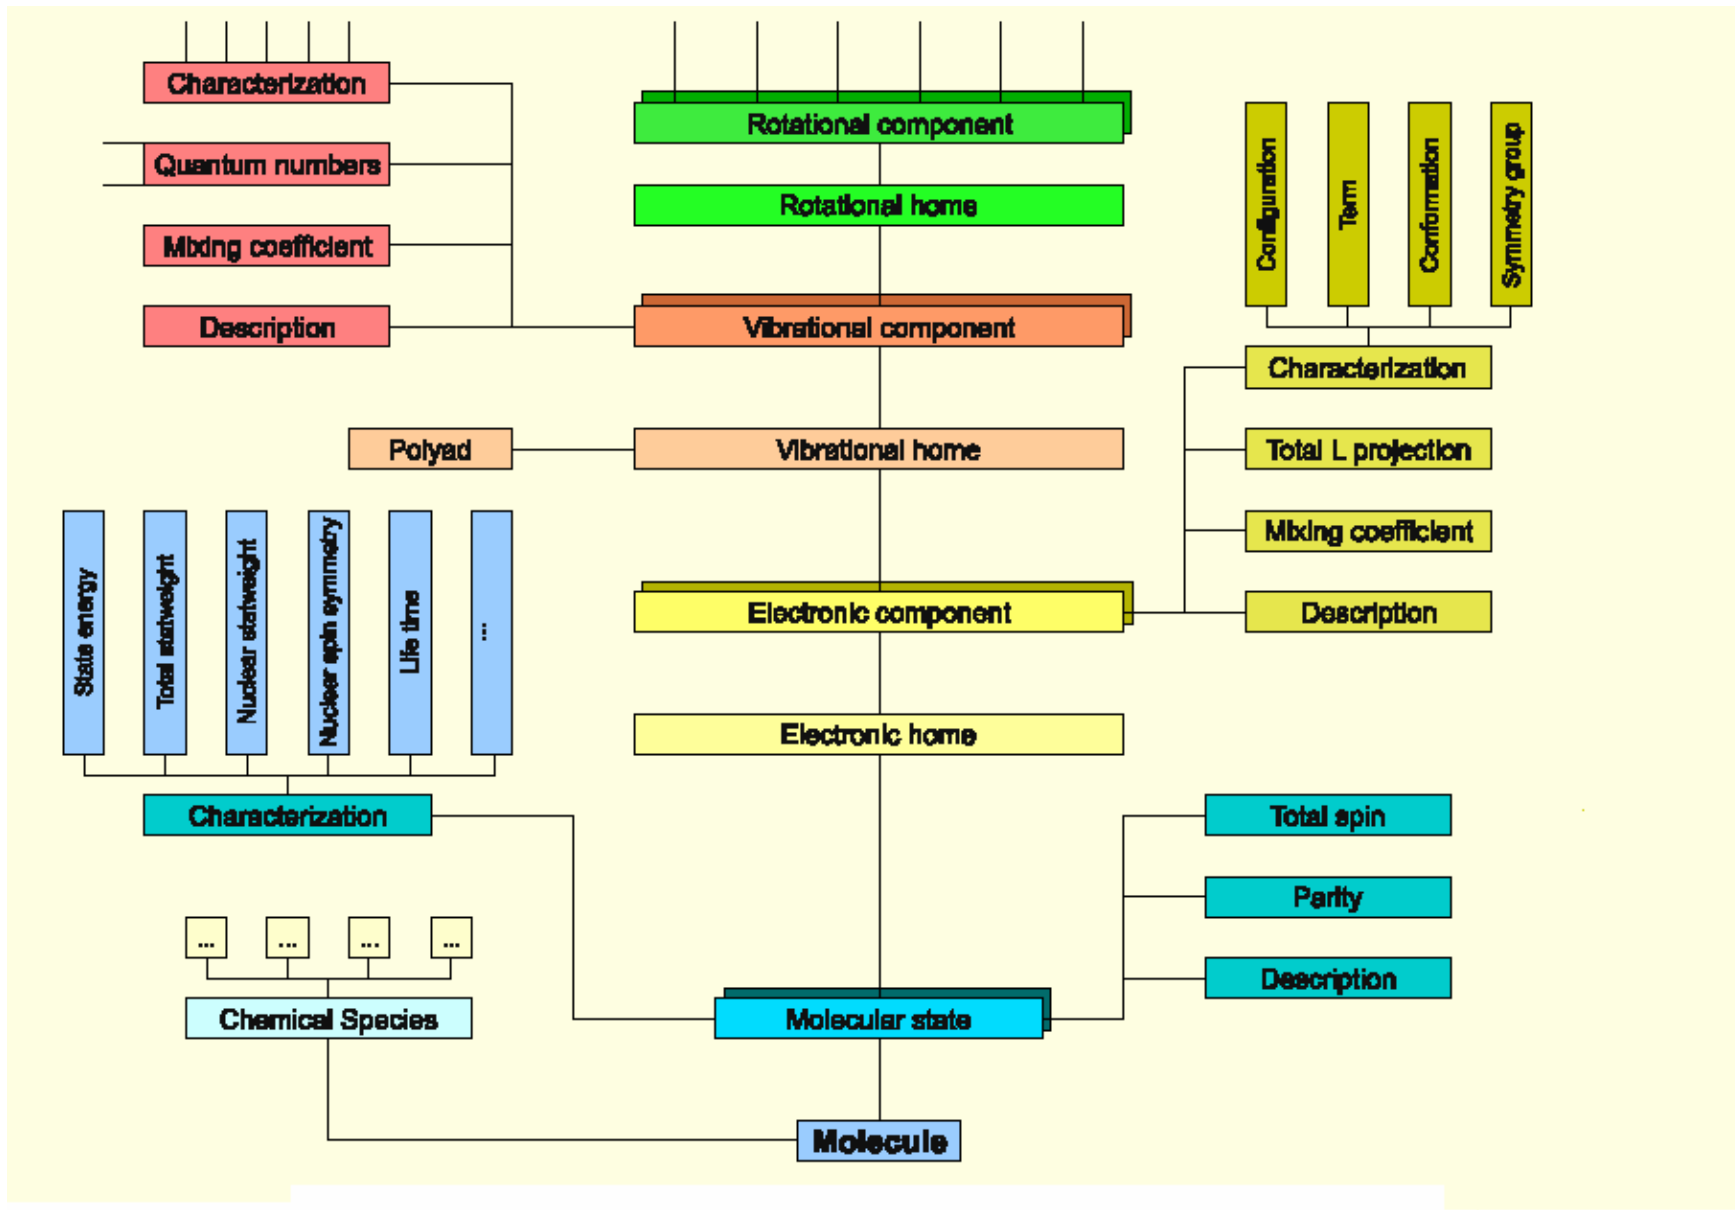 Characterization
Rotational component
Quantum numbers
Rotational home
Configuration
Term
Conformation
Symmetry group
Mixing coefficient
Description
Vibrational component
Characterization
Polyad
Vibrational home
Total L projection
Mixing coefficient
State energy
Total statweight
Nuclear statweight
Nuclear spin symmetry
Life time
...
Electronic component
Description
Electronic home
Characterization
Total spin
Parity
...
...
...
...
Description
Chemical Species
Molecular state
Molecule